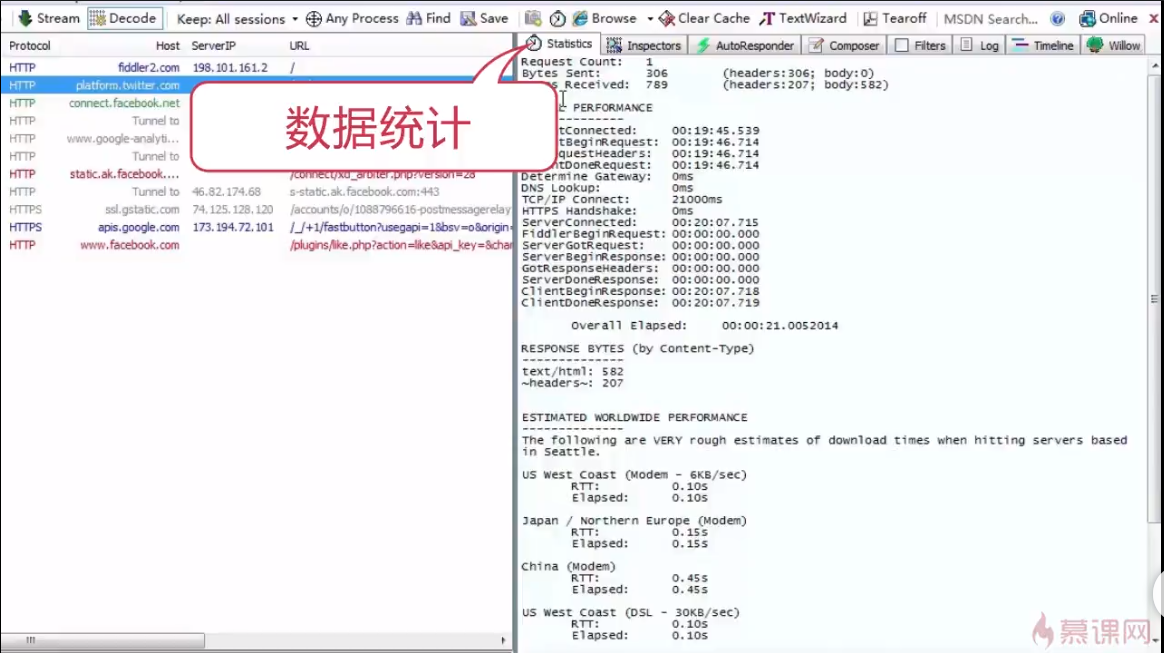 Stream Decode Keep: All sessions Any Process Find Save Browse Clear Cache TextWizard Tearoff MSDN Search... Online
Protocol Host ServerIP URL
HTTP fiddler2.com 198.101.161.2 /
HTTP platform.twitter.com
HTTP connect.facebook.net
HTTP Tunnel to
HTTP www.google-analyti...
HTTP Tunnel to
HTTP static.ak.facebook.... /connect/xd_arbiter.php?version=28
HTTP Tunnel to 46.82.174.68 s-static.ak.facebook.com:443
HTTPS ssl.gstatic.com 74.125.128.120 /accounts/o/1088796616-postmessagerelay
HTTPS apis.google.com 173.194.72.101 /_/+1/fastbutton?usegapi=1&bsv=o&origin=
HTTP www.facebook.com /plugins/like.php?action=like&api_key=&chan
数据统计
Statistics Inspectors AutoResponder Composer Filters Log Timeline Willow
Request Count: 1
Bytes Sent: 306 (headers:306; body:0)
Received: 789 (headers:207; body:582)
PERFORMANCE
--------------
Connected: 00:19:45.539
BeginRequest: 00:19:46.714
Headers: 00:19:46.714
DoneRequest: 00:19:46.714
Determine Gateway: 0ms
DNS Lookup: 0ms
TCP/IP Connect: 21000ms
HTTPS Handshake: 0ms
ServerConnected: 00:20:07.715
FiddlerBeginRequest: 00:00:00.000
ServerGotRequest: 00:00:00.000
ServerBeginResponse: 00:00:00.000
GotResponseHeaders: 00:00:00.000
ServerDoneResponse: 00:00:00.000
ClientBeginResponse: 00:20:07.718
ClientDoneResponse: 00:20:07.719
Overall Elapsed: 00:00:21.0052014
RESPONSE BYTES (by Content-Type)
--------------
text/html: 582
~headers~: 207
ESTIMATED WORLDWIDE PERFORMANCE
--------------
The following are VERY rough estimates of download times when hitting servers based
in Seattle.
US West Coast (Modem - 6KB/sec)
RTT: 0.10s
Elapsed: 0.10s
Japan / Northern Europe (Modem)
RTT: 0.15s
Elapsed: 0.15s
China (Modem)
RTT: 0.45s
Elapsed: 0.45s
US West Coast (DSL - 30KB/sec)
RTT: 0.10s
Elapsed: 0.10s
慕课网